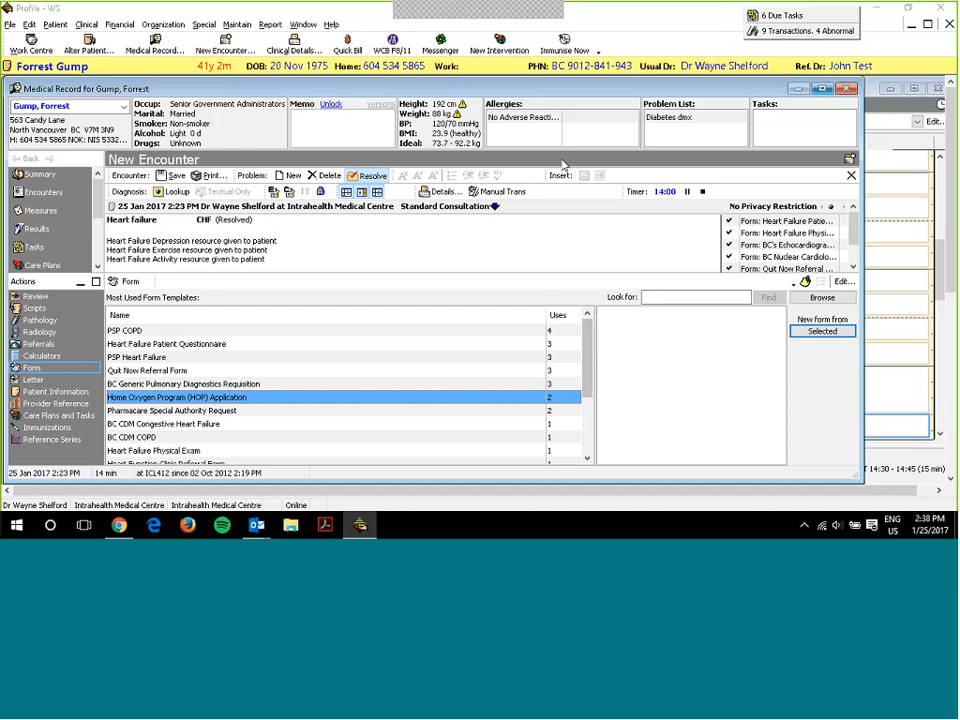 Profile - WS
6 Due Tasks
9 Transactions. 4 Abnormal
File Edit Patient Clinical Financial Organization Special Maintain Report Window Help
Work Centre Alter Patient... Medical Record... New Encounter... Clinical Details... Quick Bill WCB F8/11 Messenger New Intervention Immunise Now
Forrest Gump 41y 2m DOB: 20 Nov 1975 Home: 604 534 5865 Work: PHN: BC 9012-841-943 Usual Dr: Dr Wayne Shelford Ref. Dr: John Test
Medical Record for Gump, Forrest
Gump, Forrest
563 Candy Lane
North Vancouver BC V7M 3N9
H: 604 534 5865 NOK: NIS 5332...
Occup: Senior Government Administrators
Marital: Married
Smoker: Non-smoker
Alcohol: Light 0 d
Drugs: Unknown
Memo Unlock versions
Height: 192 cm
Weight: 88 kg
BP: 120/70 mmHg
BMI: 23.9 (healthy)
Ideal: 73.7 - 92.2 kg
Allergies:
No Adverse Reacti...
Problem List:
Diabetes dmx
Tasks:
Edit...
Back
New Encounter
Summary
Encounters
Measures
Results
Tasks
Care Plans
Encounter: Save Print... Problem: New Delete Resolve Insert:
Diagnosis: Lookup Textual Only Details... Manual Trans Timer: 14:00
25 Jan 2017 2:23 PM Dr Wayne Shelford at Intrahealth Medical Centre Standard Consultation No Privacy Restriction
Heart failure CHF (Resolved)
Heart Failure Depression resource given to patient
Heart Failure Exercise resource given to patient
Heart Failure Activity resource given to patient
Form: Heart Failure Patie...
Form: Heart Failure Physi...
Form: BC's Echocardiogra...
Form: BC Nuclear Cardiolo...
Form: Quit Now Referral ...
Actions
Review
Scripts
Pathology
Radiology
Referrals
Calculators
Form
Letter
Patient Information
Provider Reference
Care Plans and Tasks
Immunizations
Reference Series
Form Edit...
Most Used Form Templates: Look for: Find Browse
Name Uses
New form from
Selected
PSP COPD 4
Heart Failure Patient Questionnaire 3
PSP Heart Failure 3
Quit Now Referral Form 3
BC Generic Pulmonary Diagnostics Requisition 3
Home Oxygen Program (HOP) Application 2
Pharmacare Special Authority Request 2
BC CDM Congestive Heart Failure 1
BC CDM COPD 1
Heart Failure Physical Exam 1
Heart Function Clinic Referral Form
25 Jan 2017 2:23 PM 14 min at ICL412 since 02 Oct 2012 2:19 PM
T 14:30 - 14:45 (15 min)
Dr Wayne Shelford Intrahealth Medical Centre Intrahealth Medical Centre Online
ENG
US
2:38 PM
1/25/2017